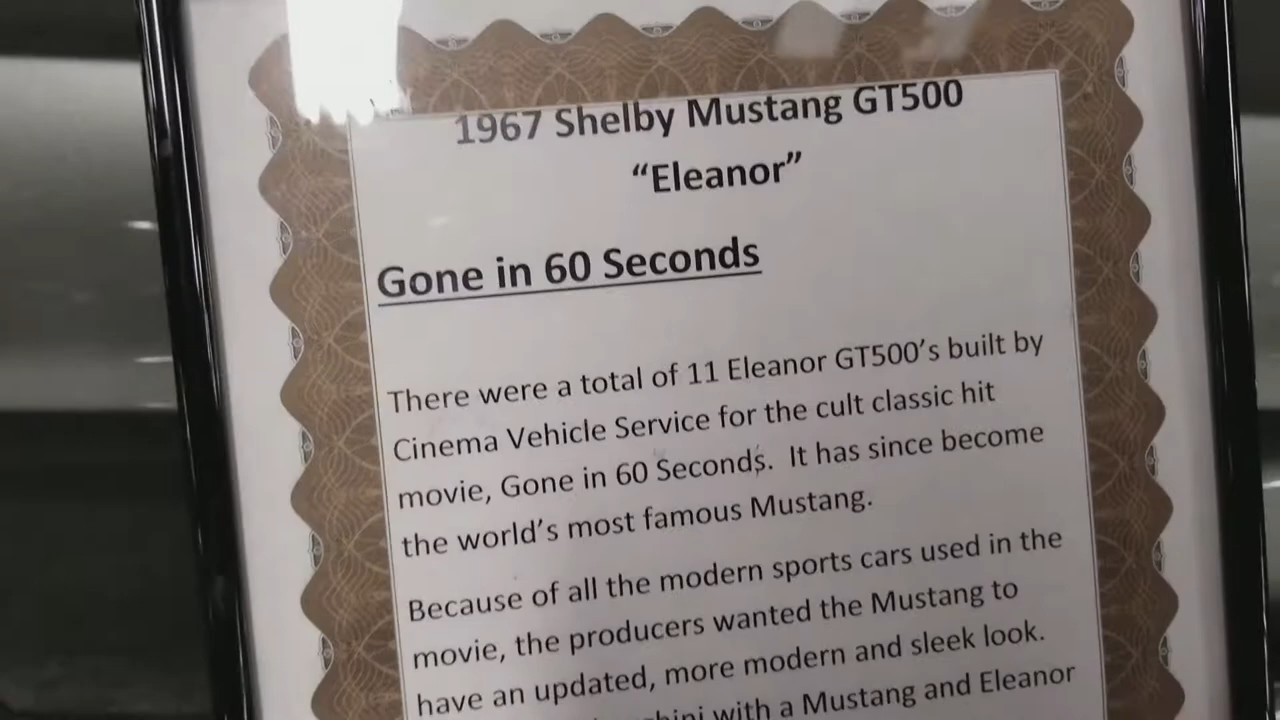 1967 Shelby Mustang GT500
“Eleanor”
Gone in 60 Seconds
There were a total of 11 Eleanor GT500’s built by
Cinema Vehicle Service for the cult classic hit
movie, Gone in 60 Seconds. It has since become
the world’s most famous Mustang.
Because of all the modern sports cars used in the
movie, the producers wanted the Mustang to
have an updated, more modern and sleek look.
with a Mustang and Eleanor